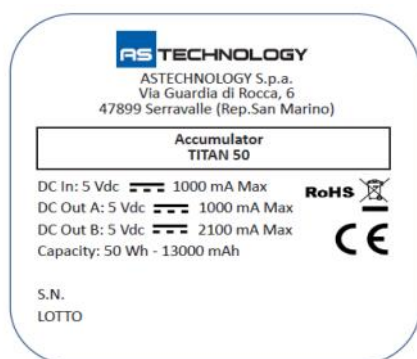 AS TECHNOLOGY
ASTECHNOLOGY S.p.a.
Via Guardia di Rocca, 6
47899 Serravalle (Rep.San Marino)
Accumulator
TITAN 50
DC In: 5 Vdc 1000 mA Max
DC Out A: 5 Vdc 1000 mA Max
DC Out B: 5 Vdc 2100 mA Max
Capacity: 50 Wh - 13000 mAh
RoHS
CE
S.N.
LOTTO